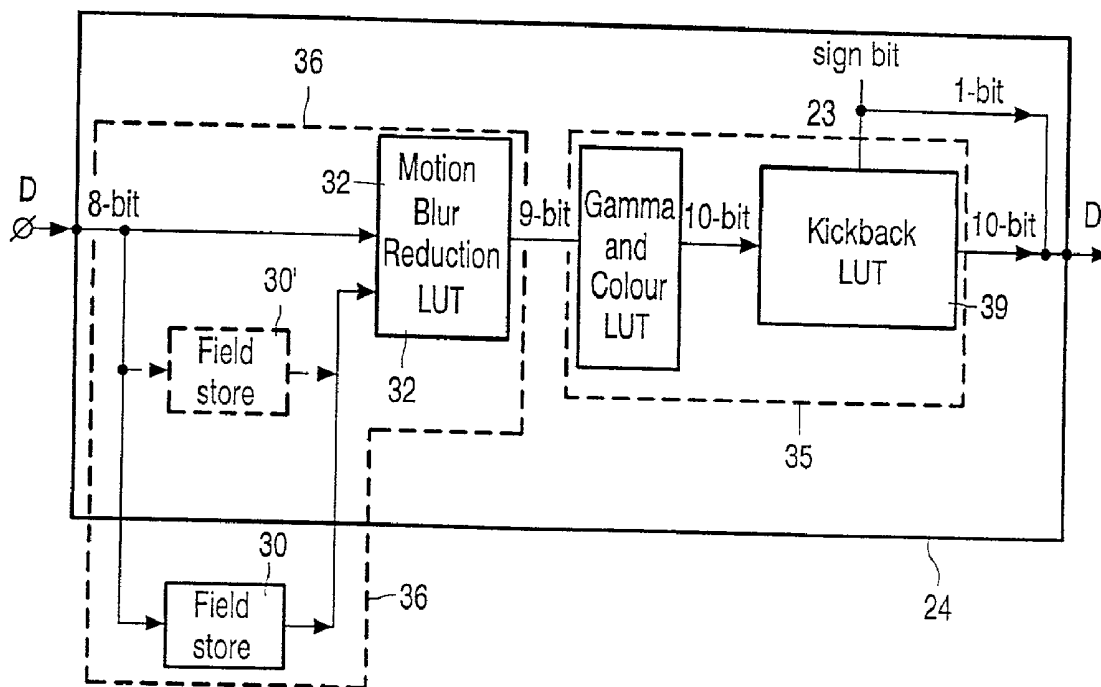 36
sign bit
1-bit
23
D
8-bit
32
Motion
Blur
Reduction
LUT
32
9-bit
Gamma
and
Colour
LUT
10-bit
Kickback
LUT
39
10-bit
D
30'
Field
store
35
30
Field
store
36
24